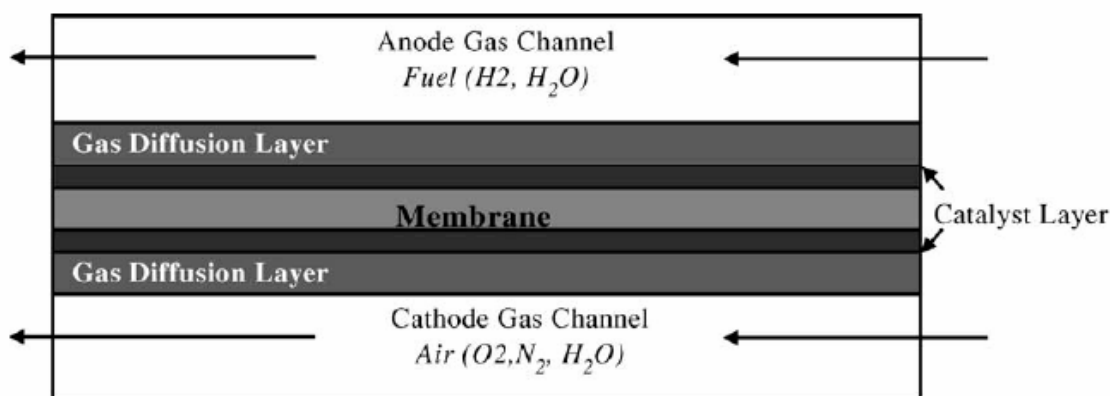 Anode Gas Channel
Fuel (H2, H₂O)
Gas Diffusion Layer
Membrane
Catalyst Layer
Gas Diffusion Layer
Cathode Gas Channel
Air (O2,N₂, H₂O)